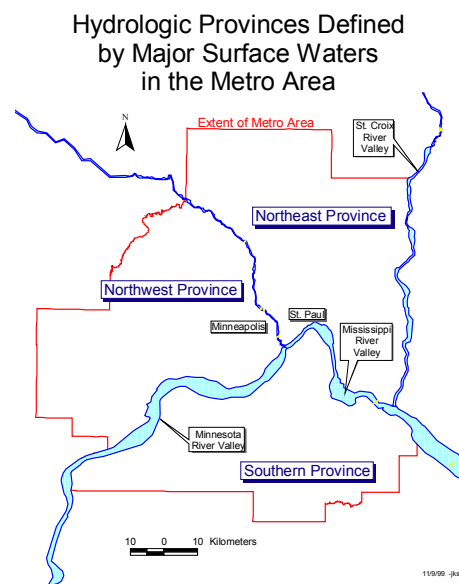 Hydrologic Provinces Defined
by Major Surface Waters
in the Metro Area
N
Extent of Metro Area
St. Croix
River
Valley
Northeast Province
Northwest Province
St. Paul
Minneapolis
Mississippi
River
Valley
Minnesota
River Valley
Southern Province
10 0 10 Kilometers
11/9/99 -jks